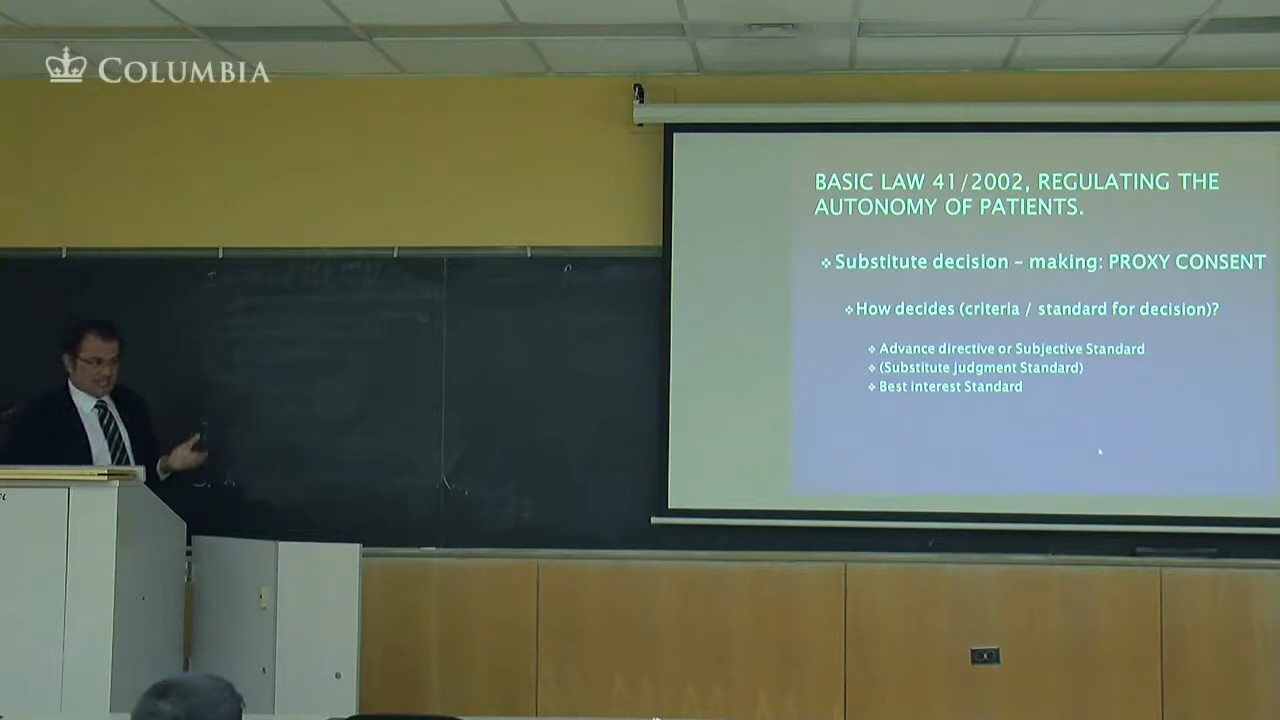 COLUMBIA
BASIC LAW 41/2002, REGULATING THE
AUTONOMY OF PATIENTS.
❖ Substitute decision – making: PROXY CONSENT
❖ How decides (criteria / standard for decision)?
❖ Advance directive or Subjective Standard
❖ (Substitute Judgment Standard)
❖ Best interest Standard